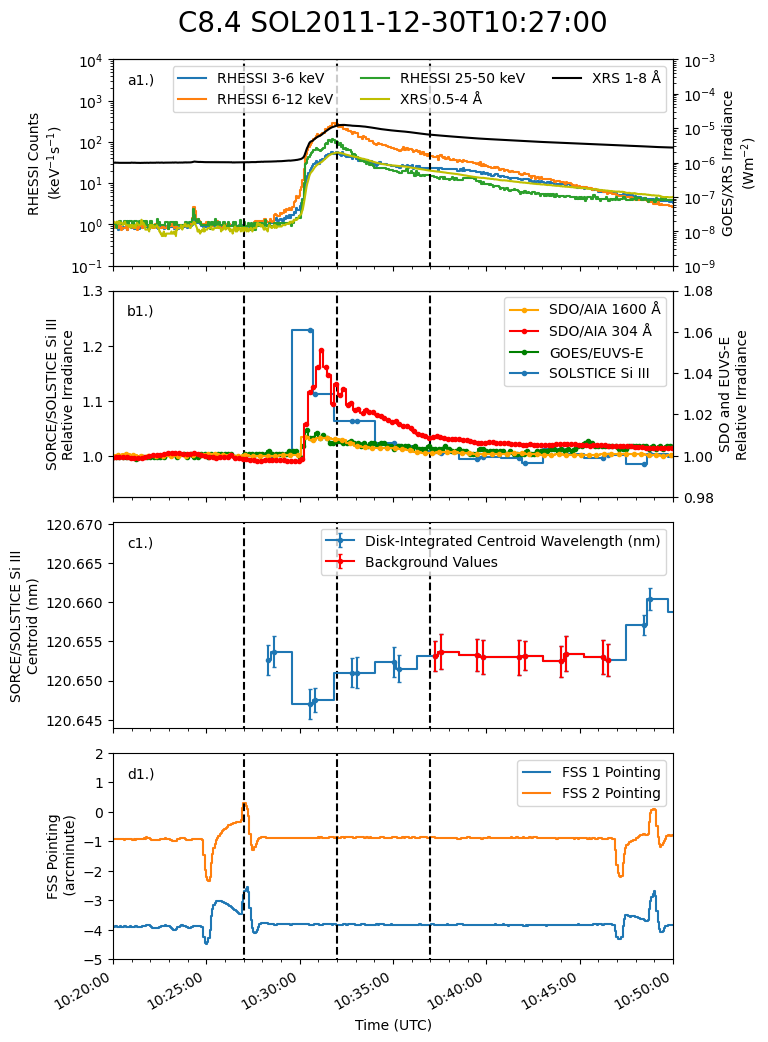 C8.4 SOL2011-12-30T10:27:00
a1.)
RHESSI 3-6 keV
RHESSI 6-12 keV
RHESSI 25-50 keV
XRS 0.5-4 Å
XRS 1-8 Å
RHESSI Counts
(keV⁻¹s⁻¹)
10⁴
10³
10²
10¹
10⁰
10⁻¹
10⁻³
10⁻⁴
10⁻⁵
10⁻⁶
10⁻⁷
10⁻⁸
10⁻⁹
GOES/XRS Irradiance
(Wm⁻²)
b1.)
SDO/AIA 1600 Å
SDO/AIA 304 Å
GOES/EUVS-E
SOLSTICE Si III
SORCE/SOLSTICE Si III
Relative Irradiance
1.3
1.2
1.1
1.0
1.08
1.06
1.04
1.02
1.00
0.98
SDO and EUVS-E
Relative Irradiance
c1.)
Disk-Integrated Centroid Wavelength (nm)
Background Values
SORCE/SOLSTICE Si III
Centroid (nm)
120.670
120.665
120.660
120.655
120.650
120.645
d1.)
FSS 1 Pointing
FSS 2 Pointing
FSS Pointing
(arcminute)
2
1
0
−1
−2
−3
−4
−5
10:20:00
10:25:00
10:30:00
10:35:00
10:40:00
10:45:00
10:50:00
Time (UTC)